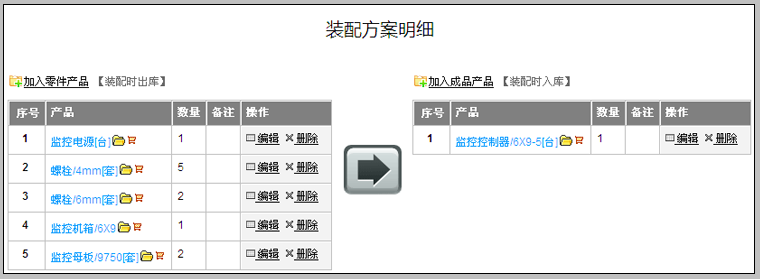 装配方案明细
加入零件产品 【装配时出库】
序号 产品 数量 备注 操作
1 监控电源[台] 1 编辑 删除
2 螺栓/4mm[套] 5 编辑 删除
3 螺栓/6mm[套] 2 编辑 删除
4 监控机箱/6X9 1 编辑 删除
5 监控母板/9750[套] 2 编辑 删除
加入成品产品 【装配时入库】
序号 产品 数量 备注 操作
1 监控控制器/6X9-5[台] 1 编辑 删除